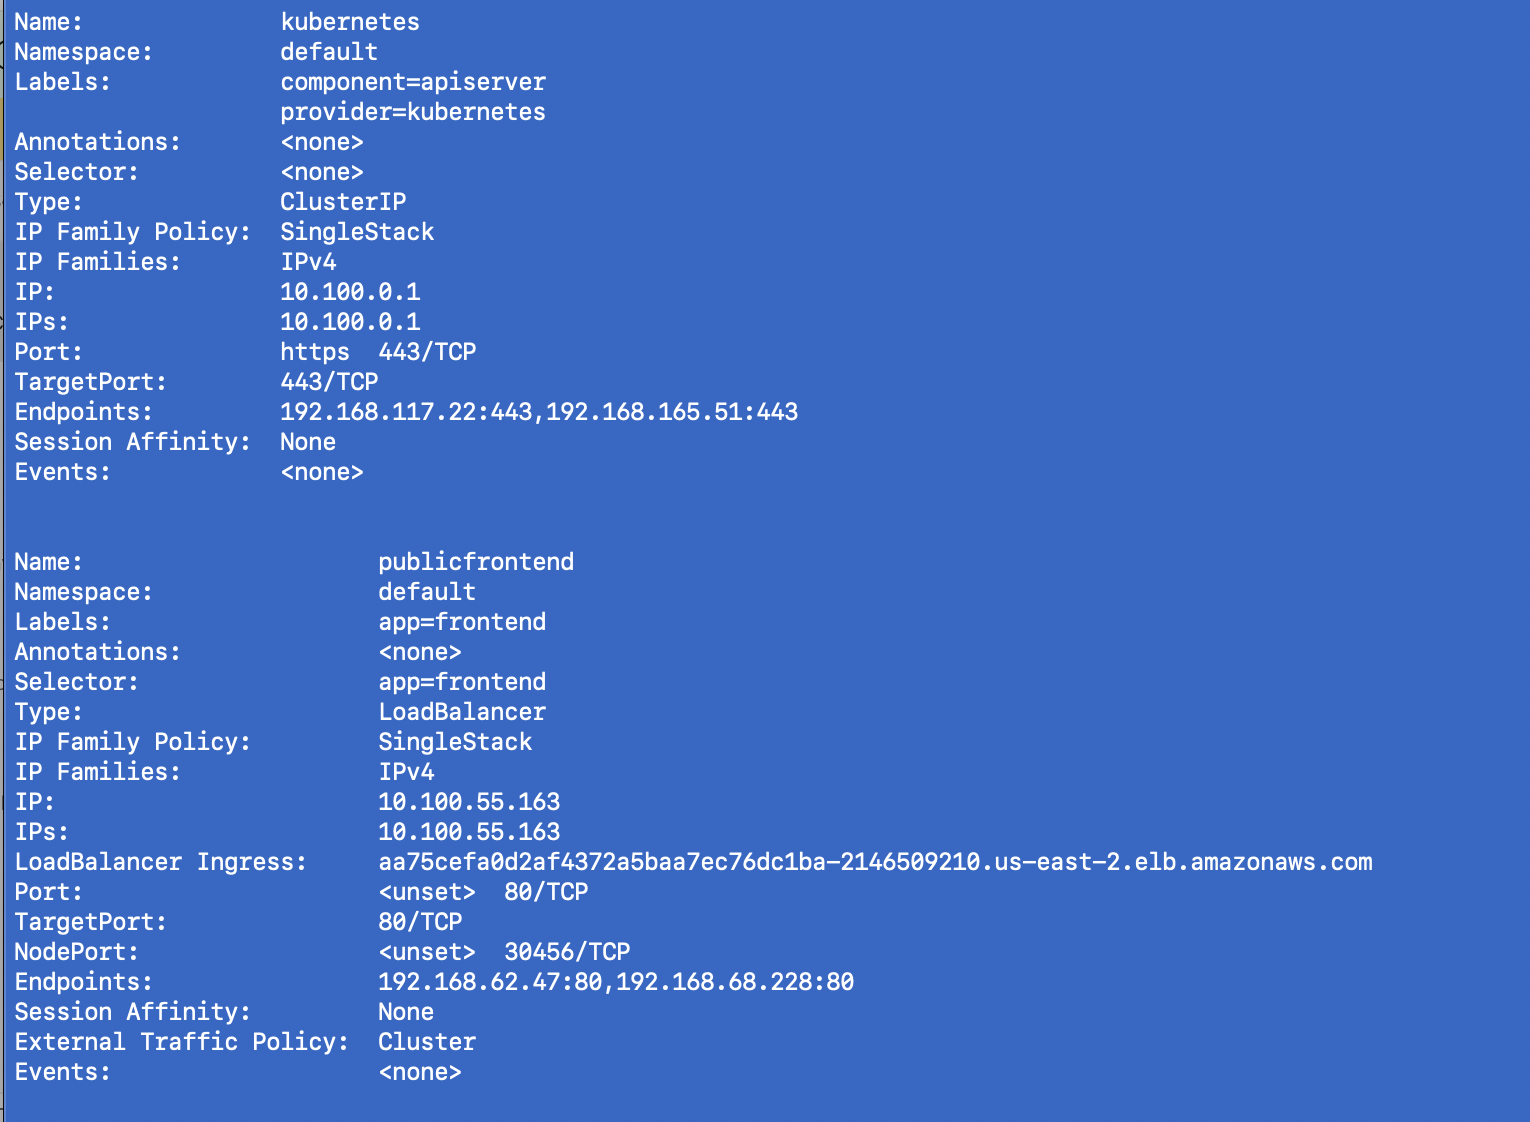 Name:              kubernetes
Namespace:         default
Labels:            component=apiserver
                   provider=kubernetes
Annotations:       <none>
Selector:          <none>
Type:              ClusterIP
IP Family Policy:  SingleStack
IP Families:       IPv4
IP:                10.100.0.1
IPs:               10.100.0.1
Port:              https  443/TCP
TargetPort:        443/TCP
Endpoints:         192.168.117.22:443,192.168.165.51:443
Session Affinity:  None
Events:            <none>

Name:                     publicfrontend
Namespace:                default
Labels:                   app=frontend
Annotations:              <none>
Selector:                 app=frontend
Type:                     LoadBalancer
IP Family Policy:         SingleStack
IP Families:              IPv4
IP:                       10.100.55.163
IPs:                      10.100.55.163
LoadBalancer Ingress:     aa75cefa0d2af4372a5baa7ec76dc1ba-2146509210.us-east-2.elb.amazonaws.com
Port:                     <unset>  80/TCP
TargetPort:               80/TCP
NodePort:                 <unset>  30456/TCP
Endpoints:                192.168.62.47:80,192.168.68.228:80
Session Affinity:         None
External Traffic Policy:  Cluster
Events:                   <none>